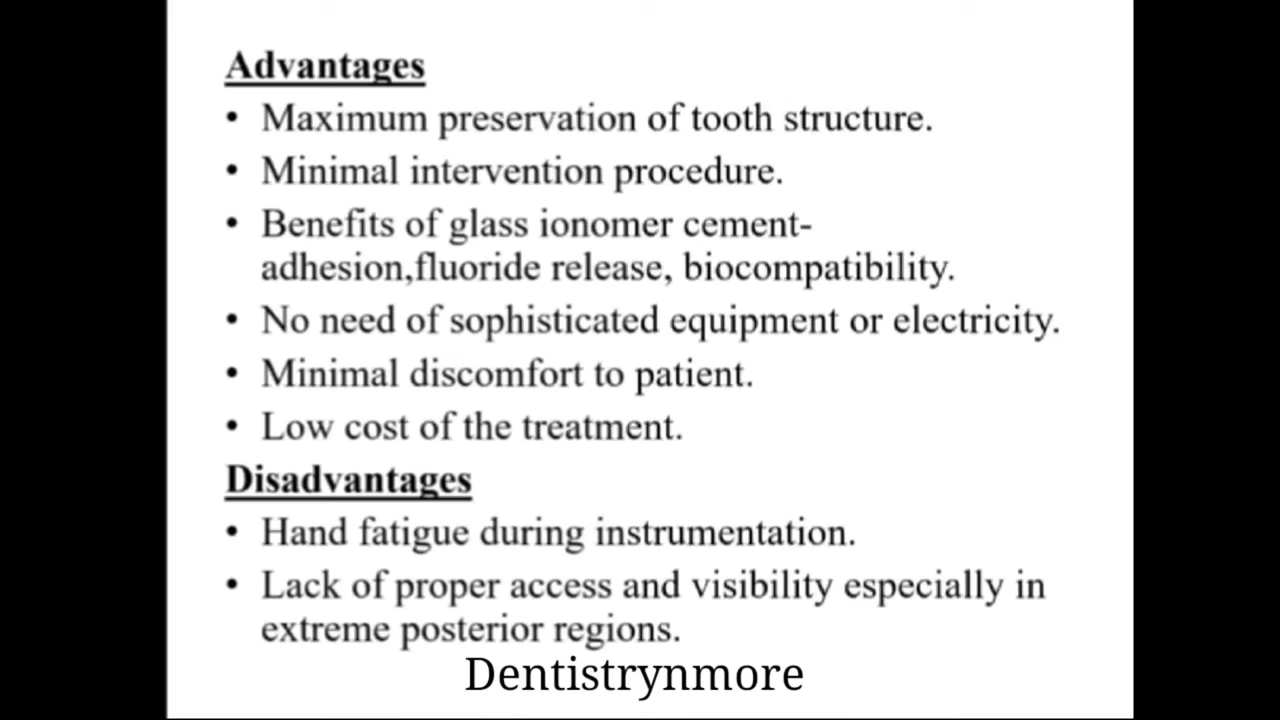 Advantages
• Maximum preservation of tooth structure.
• Minimal intervention procedure.
• Benefits of glass ionomer cement-
adhesion,fluoride release, biocompatibility.
• No need of sophisticated equipment or electricity.
• Minimal discomfort to patient.
• Low cost of the treatment.
Disadvantages
• Hand fatigue during instrumentation.
• Lack of proper access and visibility especially in
extreme posterior regions.
Dentistrynmore